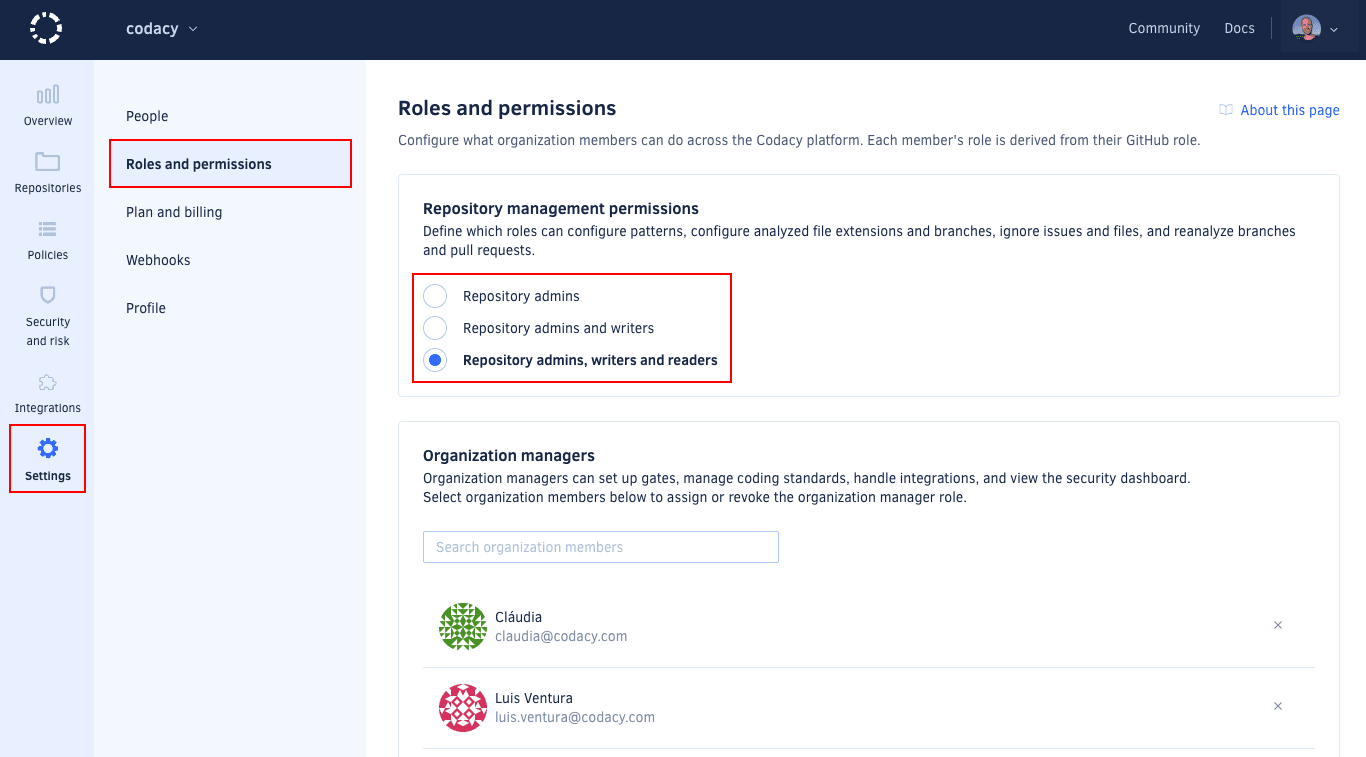 codacy
Community
Docs
Overview
Repositories
Policies
Security
and risk
Integrations
Settings
People
Roles and permissions
Plan and billing
Webhooks
Profile
Roles and permissions
About this page
Configure what organization members can do across the Codacy platform. Each member's role is derived from their GitHub role.
Repository management permissions
Define which roles can configure patterns, configure analyzed file extensions and branches, ignore issues and files, and reanalyze branches
and pull requests.
Repository admins
Repository admins and writers
Repository admins, writers and readers
Organization managers
Organization managers can set up gates, manage coding standards, handle integrations, and view the security dashboard.
Select organization members below to assign or revoke the organization manager role.
Search organization members
Cláudia
claudia@codacy.com
Luis Ventura
luis.ventura@codacy.com